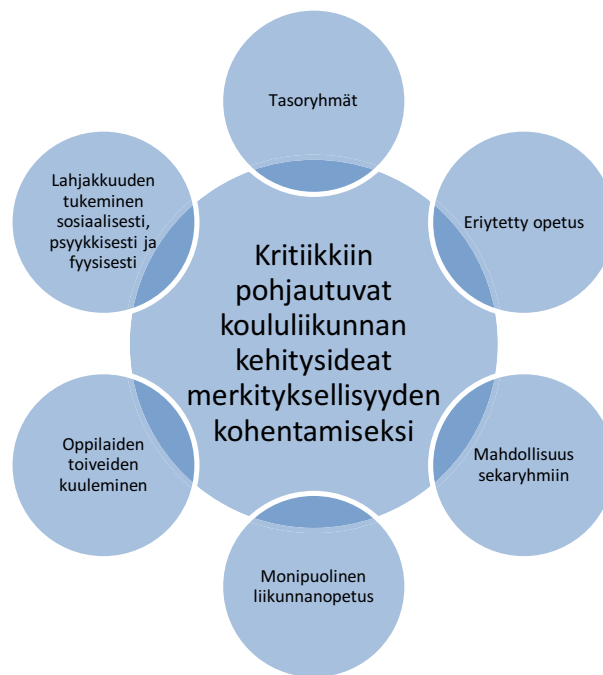 Tasoryhmät
Lahjakkuuden
tukeminen
sosiaalisesti,
psyykkisesti ja
fyysisesti
Eriytetty opetus
Kritiikkiin
pohjautuvat
koululiikunnan
kehitysideat
merkityksellisyyden
kohentamiseksi
Oppilaiden
toiveiden
kuuleminen
Mahdollisuus
sekaryhmiin
Monipuolinen
liikunnanopetus